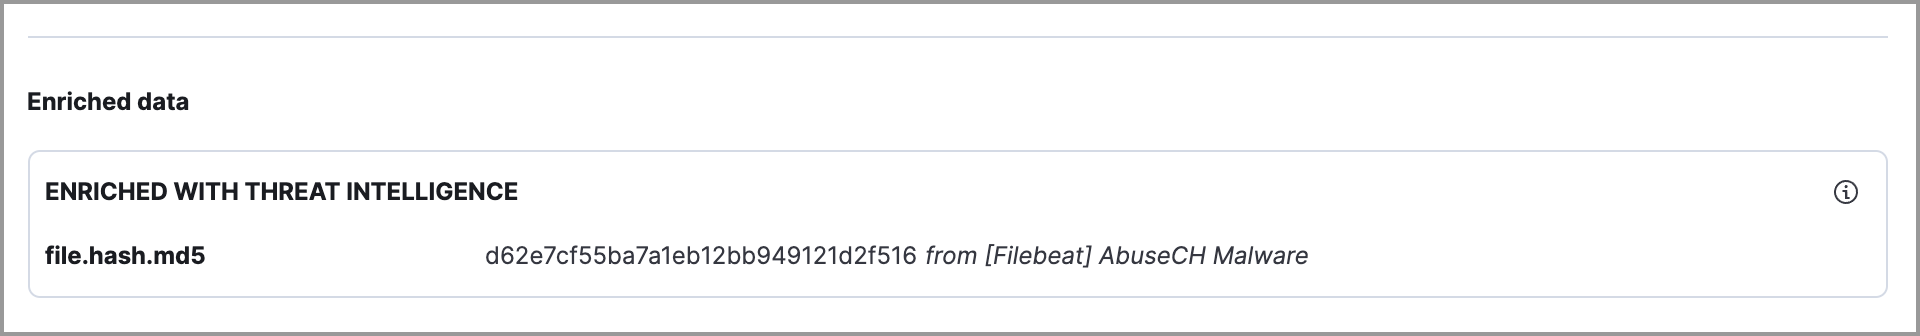 Enriched data
ENRICHED WITH THREAT INTELLIGENCE
file.hash.md5 d62e7cf55ba7a1eb12bb949121d2f516 from [Filebeat] AbuseCH Malware